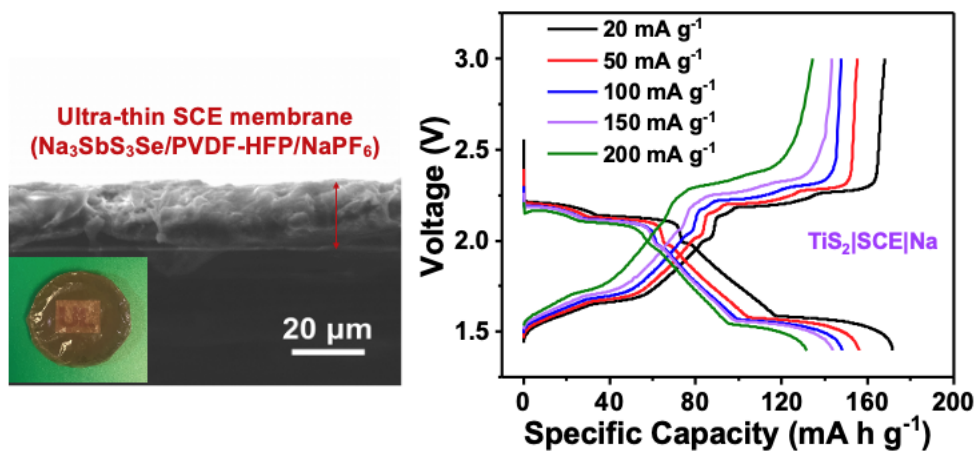 Ultra-thin SCE membrane
(Na₃SbS₃Se/PVDF-HFP/NaPF₆)
20 μm
20 mA g⁻¹
50 mA g⁻¹
100 mA g⁻¹
150 mA g⁻¹
200 mA g⁻¹
TiS₂|SCE|Na
Voltage (V)
3.0
2.5
2.0
1.5
0
40
80
120
160
200
Specific Capacity (mA h g⁻¹)